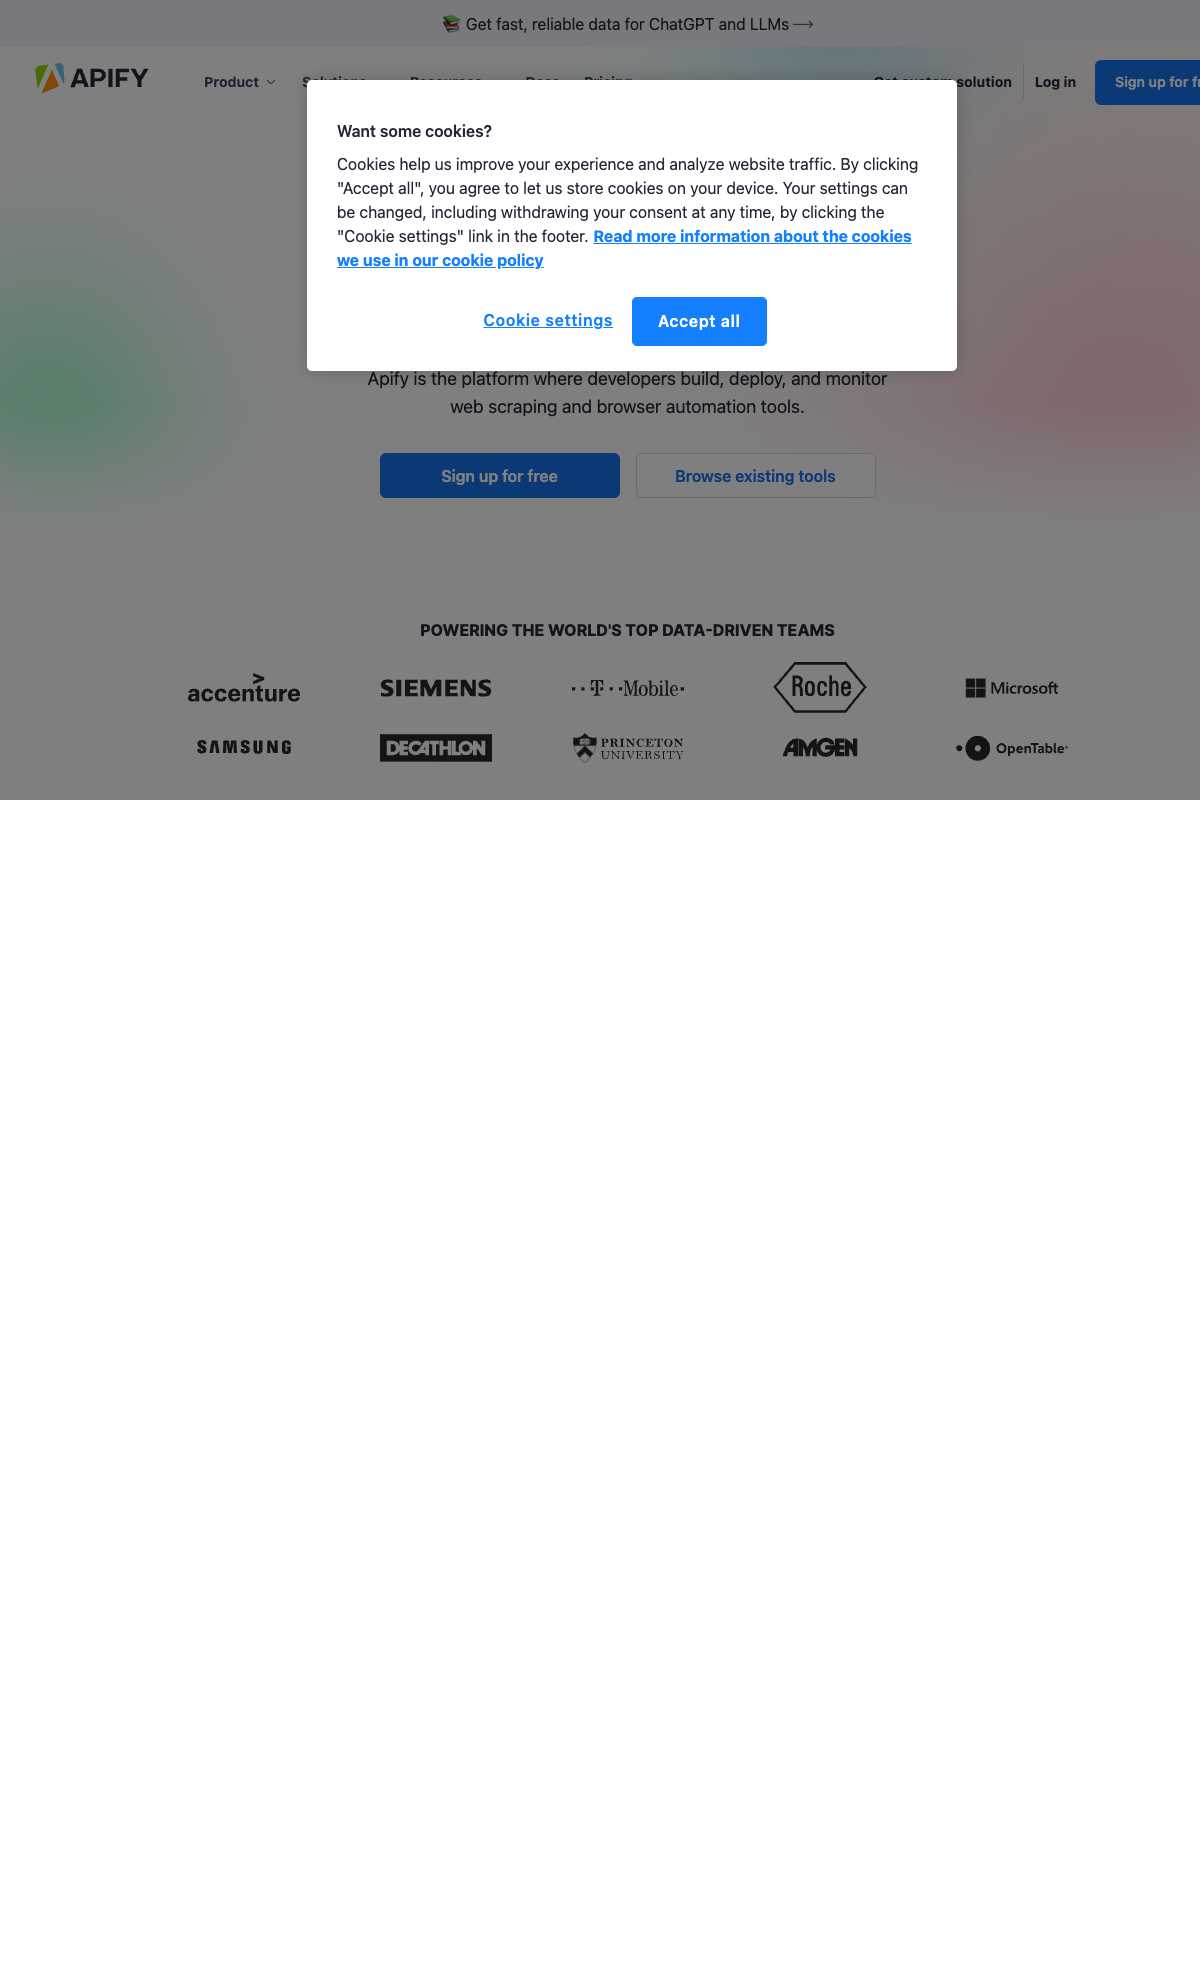 Get fast, reliable data for ChatGPT and LLMs
APIFY
Product
solution
Log in
Sign up for
Want some cookies?
Cookies help us improve your experience and analyze website traffic. By clicking
"Accept all", you agree to let us store cookies on your device. Your settings can
be changed, including withdrawing your consent at any time, by clicking the
"Cookie settings" link in the footer. Read more information about the cookies
we use in our cookie policy
Cookie settings
Accept all
Apify is the platform where developers build, deploy, and monitor
web scraping and browser automation tools.
Sign up for free
Browse existing tools
POWERING THE WORLD'S TOP DATA-DRIVEN TEAMS
accenture
SIEMENS
T Mobile
Roche
Microsoft
SAMSUNG
DECATHLON
PRINCETON
UNIVERSITY
AMGEN
OpenTable